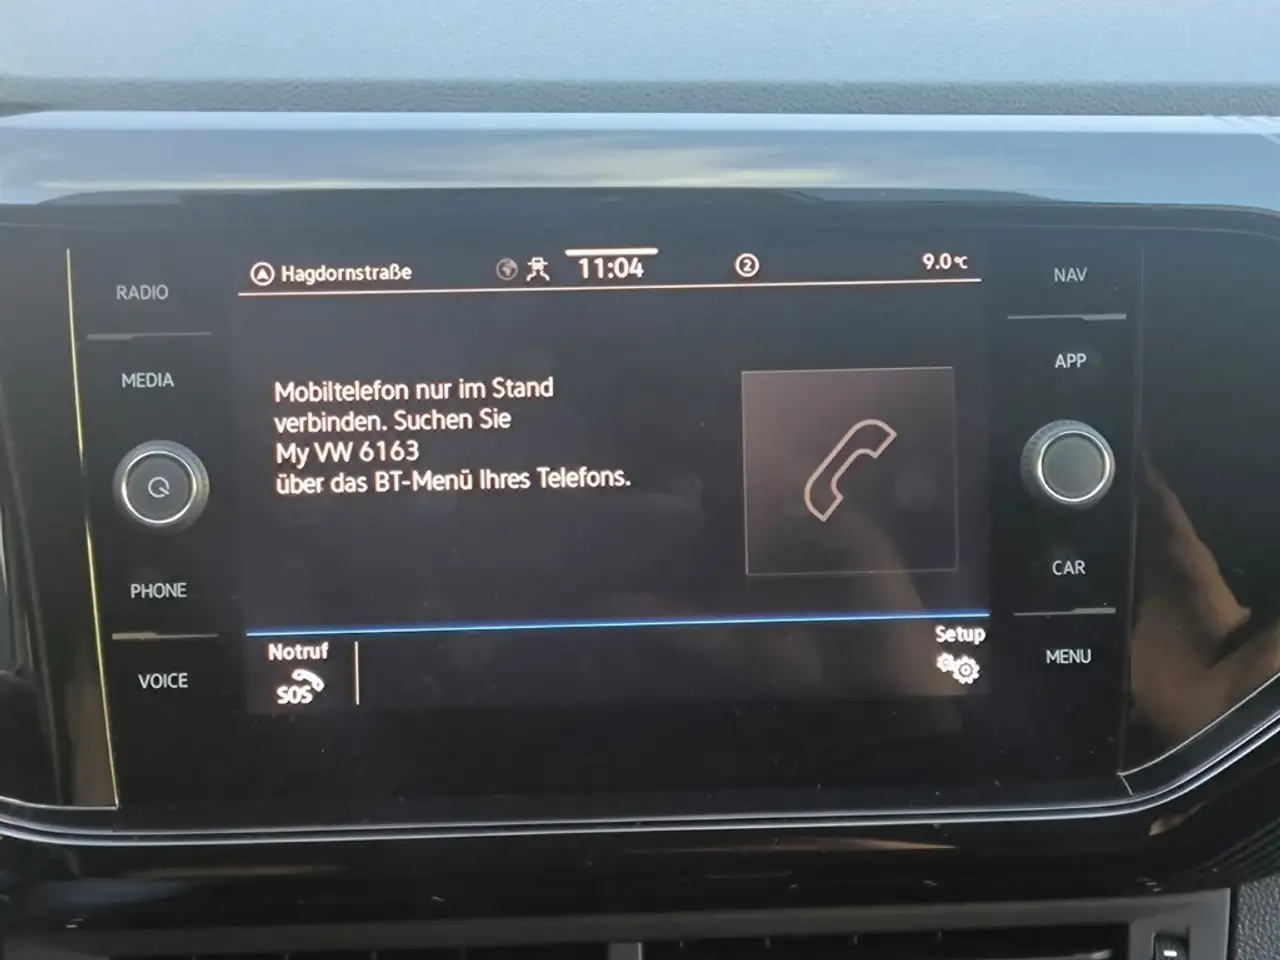 Hagdornstraße 11:04 2 9.0°C
RADIO
MEDIA
PHONE
VOICE
Mobiltelefon nur im Stand
verbinden. Suchen Sie
My VW 6163
über das BT-Menü Ihres Telefons.
Notruf
SOS
Setup
NAV
APP
CAR
MENU